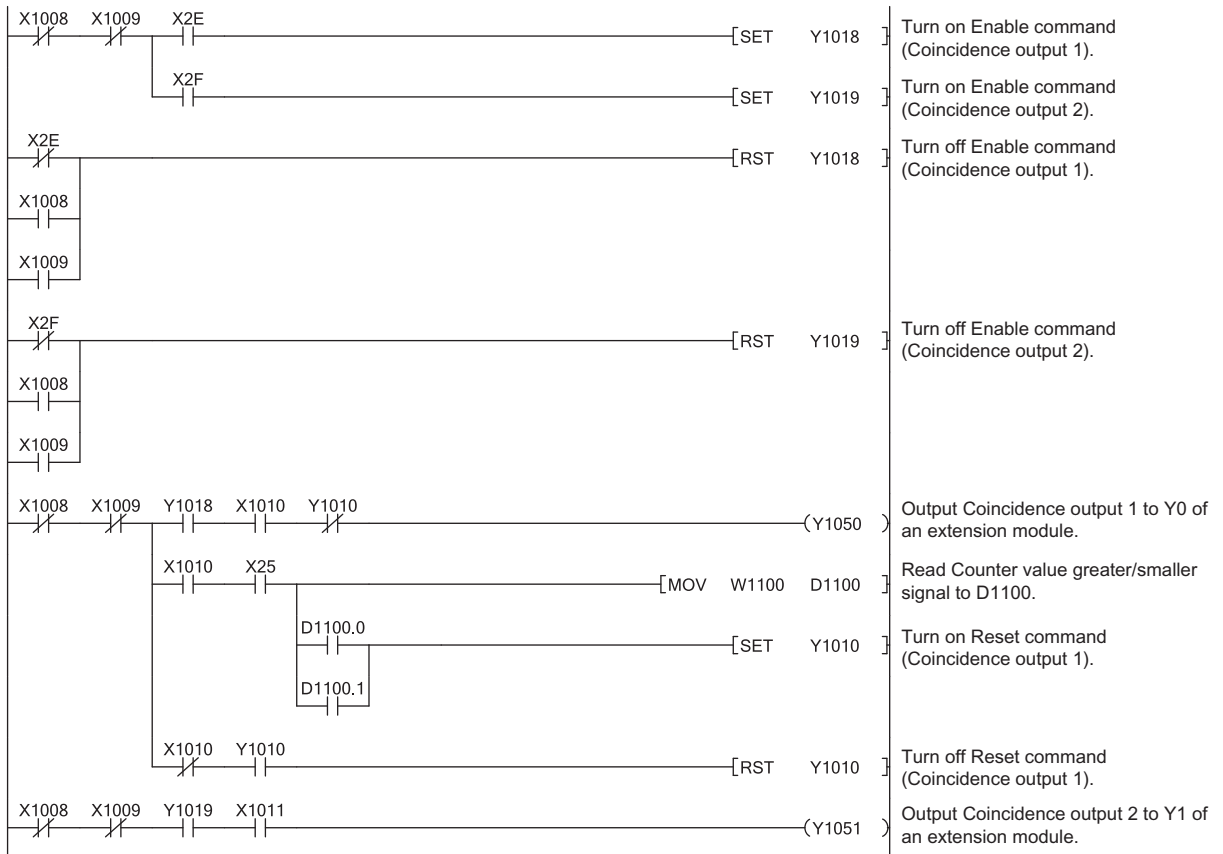 X1008 X1009 X2E
[SET Y1018 ]
Turn on Enable command
(Coincidence output 1).
X2F
[SET Y1019 ]
Turn on Enable command
(Coincidence output 2).
X2E
[RST Y1018 ]
Turn off Enable command
(Coincidence output 1).
X1008
X1009
X2F
[RST Y1019 ]
Turn off Enable command
(Coincidence output 2).
X1008
X1009
X1008 X1009 Y1018 X1010 Y1010
(Y1050 )
Output Coincidence output 1 to Y0 of
an extension module.
X1010 X25
[MOV W1100 D1100 ]
Read Counter value greater/smaller
signal to D1100.
D1100.0
[SET Y1010 ]
Turn on Reset command
(Coincidence output 1).
D1100.1
X1010 Y1010
[RST Y1010 ]
Turn off Reset command
(Coincidence output 1).
X1008 X1009 Y1019 X1011
(Y1051 )
Output Coincidence output 2 to Y1 of
an extension module.